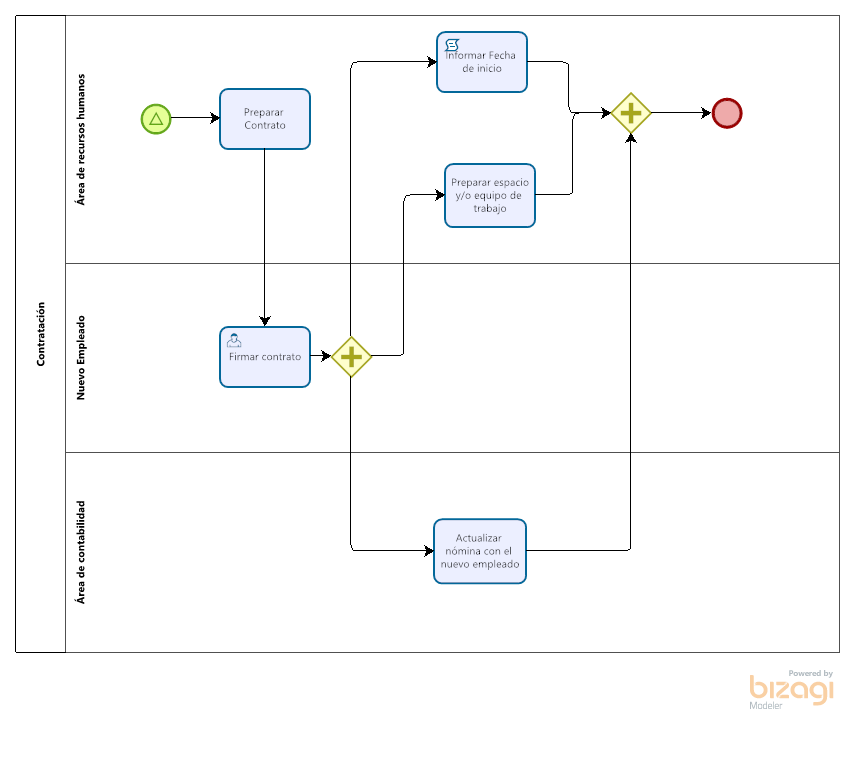 Contratación
Área de recursos humanos
Preparar
Contrato
Informar Fecha
de inicio
Preparar espacio
y/o equipo de
trabajo
Nuevo Empleado
Firmar contrato
Área de contabilidad
Actualizar
nómina con el
nuevo empleado
Powered by
bizagi
Modeler